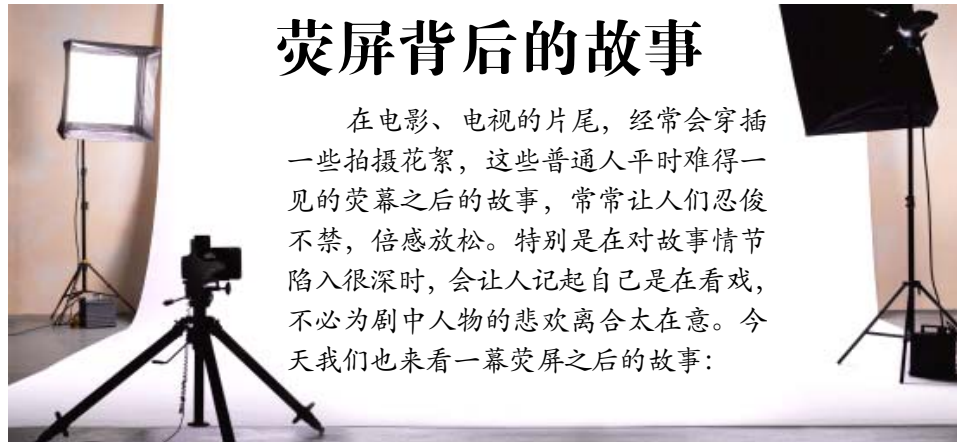 荧屏背后的故事
在电影、电视的片尾，经常会穿插
一些拍摄花絮，这些普通人平时难得一
见的荧幕之后的故事，常常让人们忍俊
不禁，倍感放松。特别是在对故事情节
陷入很深时，会让人记起自己是在看戏，
不必为剧中人物的悲欢离合太在意。今
天我们也来看一幕荧屏之后的故事：